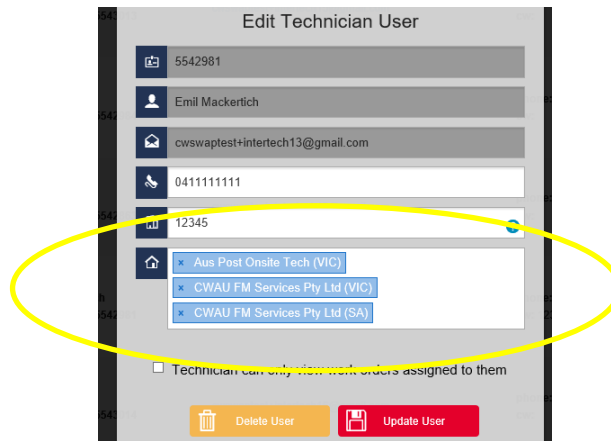 Edit Technician User
5542981
Emil Mackertich
cwswaptest+intertech13@gmail.com
0411111111
12345
× Aus Post Onsite Tech (VIC)
× CWAU FM Services Pty Ltd (VIC)
× CWAU FM Services Pty Ltd (SA)
Technician can only view work orders assigned to them
Delete User
Update User